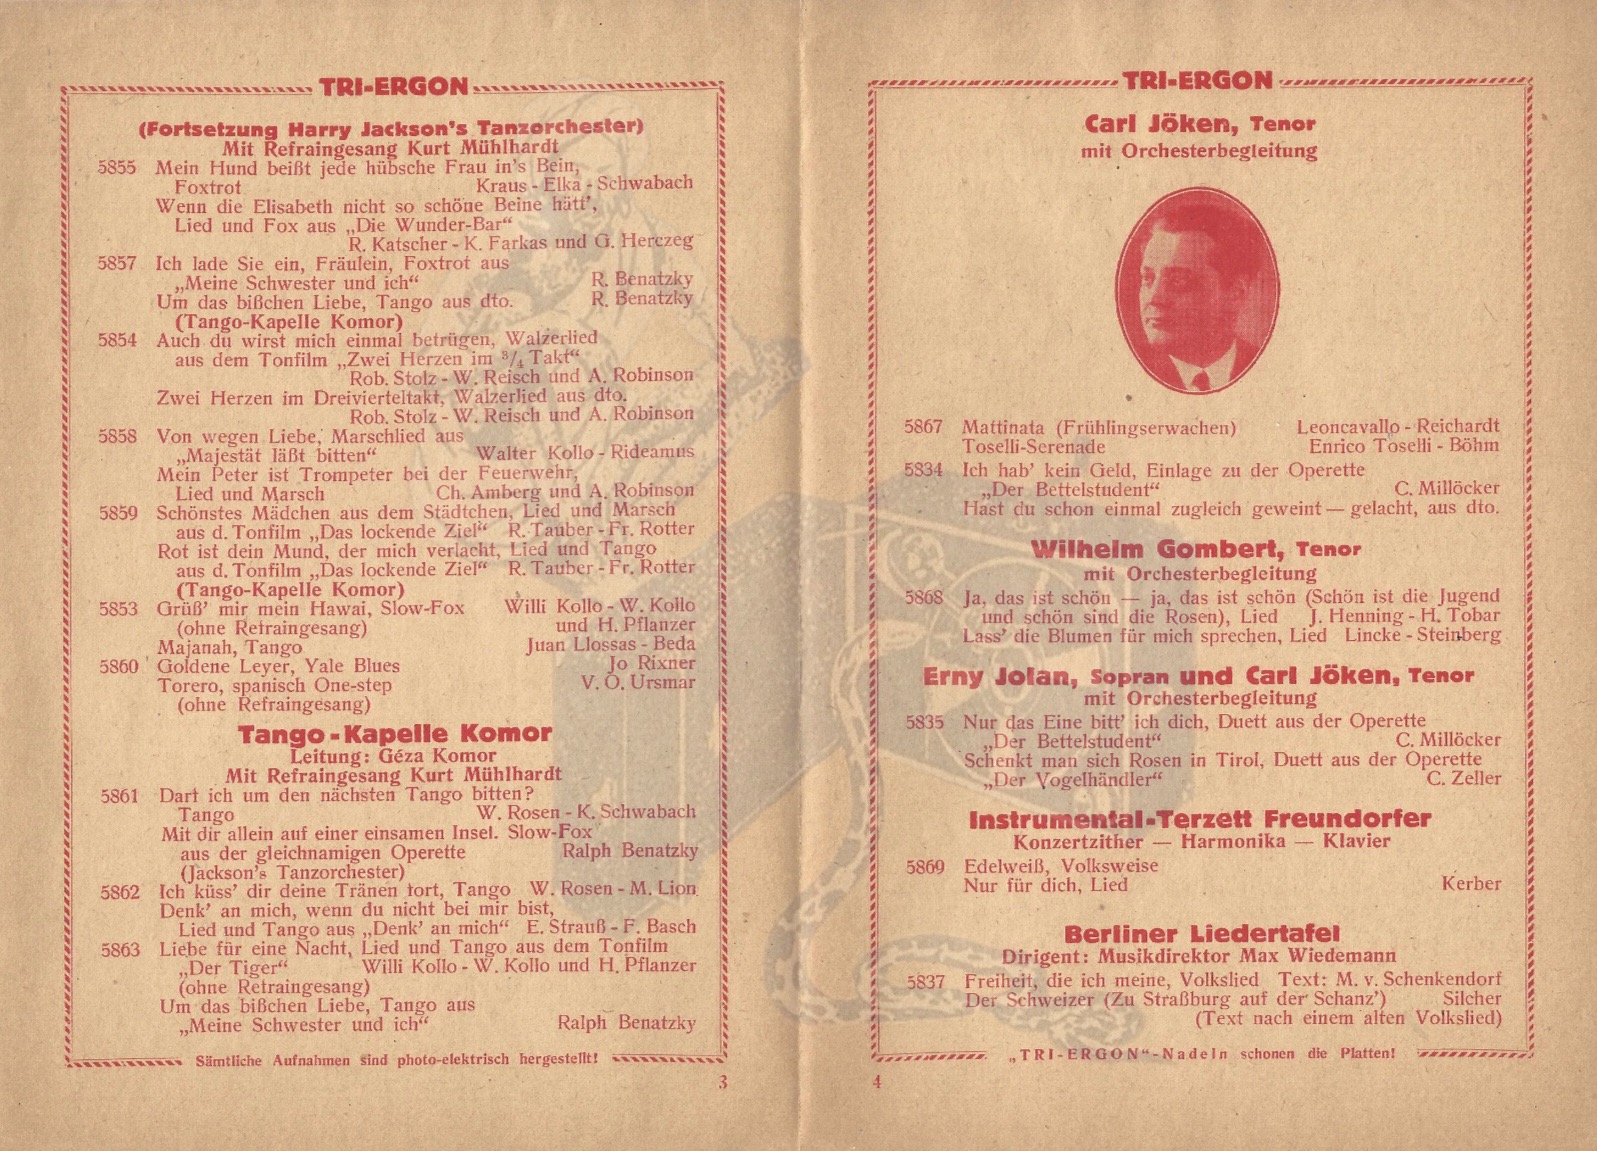 TRI-ERGON
(Fortsetzung Harry Jackson's Tanzorchester)
Mit Refraingesang Kurt Mühlhardt
5855 Mein Hund beißt jede hübsche Frau in's Bein,
Foxtrot Kraus - Elka - Schwabach
Wenn die Elisabeth nicht so schöne Beine hätt',
Lied und Fox aus „Die Wunder-Bar“
R. Katscher - K. Farkas und G. Herczeg
5857 Ich lade Sie ein, Fräulein, Foxtrot aus
„Meine Schwester und ich“ R. Benatzky
Um das bißchen Liebe, Tango aus dto. R. Benatzky
(Tango-Kapelle Komor)
5854 Auch du wirst mich einmal betrügen, Walzerlied
aus dem Tonfilm „Zwei Herzen im 3/4 Takt“
Rob. Stolz - W. Reisch und A. Robinson
Zwei Herzen im Dreivierteltakt, Walzerlied aus dto.
Rob. Stolz - W. Reisch und A. Robinson
5858 Von wegen Liebe, Marschlied aus
„Majestät läßt bitten“ Walter Kollo - Rideamus
Mein Peter ist Trompeter bei der Feuerwehr,
Lied und Marsch Ch. Amberg und A. Robinson
5859 Schönstes Mädchen aus dem Städtchen, Lied und Marsch
aus d. Tonfilm „Das lockende Ziel“ R. Tauber - Fr. Rotter
Rot ist dein Mund, der mich verlacht, Lied und Tango
aus d. Tonfilm „Das lockende Ziel“ R. Tauber - Fr. Rotter
(Tango-Kapelle Komor)
5853 Grüß' mir mein Hawai, Slow-Fox Willi Kollo - W. Kollo
(ohne Refraingesang) und H. Pflanzer
Majanah, Tango Juan Llossas - Beda
5860 Goldene Leyer, Yale Blues Jo Rixner
Torero, spanisch One-step V. O. Ursmar
(ohne Refraingesang)
Tango-Kapelle Komor
Leitung: Géza Komor
Mit Refraingesang Kurt Mühlhardt
5861 Darf ich um den nächsten Tango bitten?
Tango W. Rosen - K. Schwabach
Mit dir allein auf einer einsamen Insel. Slow-Fox
aus der gleichnamigen Operette Ralph Benatzky
(Jackson's Tanzorchester)
5862 Ich küss' dir deine Tränen fort, Tango W. Rosen - M. Lion
Denk' an mich, wenn du nicht bei mir bist,
Lied und Tango aus „Denk' an mich“ E. Strauß - F. Basch
5863 Liebe für eine Nacht, Lied und Tango aus dem Tonfilm
„Der Tiger“ Willi Kollo - W. Kollo und H. Pflanzer
(ohne Refraingesang)
Um das bißchen Liebe, Tango aus
„Meine Schwester und ich“ Ralph Benatzky
Sämtliche Aufnahmen sind photo-elektrisch hergestellt!
3
TRI-ERGON
Carl Jöken, Tenor
mit Orchesterbegleitung
5867 Mattinata (Frühlingserwachen) Leoncavallo - Reichardt
Toselli-Serenade Enrico Toselli - Böhm
5834 Ich hab' kein Geld, Einlage zu der Operette
„Der Bettelstudent“ C. Millöcker
Hast du schon einmal zugleich geweint — gelacht, aus dto.
Wilhelm Gombert, Tenor
mit Orchesterbegleitung
5868 Ja, das ist schön — ja, das ist schön (Schön ist die Jugend
und schön sind die Rosen), Lied J. Henning - H. Tobar
Lass' die Blumen für mich sprechen, Lied Lincke - Steinberg
Erny Jolan, Sopran und Carl Jöken, Tenor
mit Orchesterbegleitung
5835 Nur das Eine bitt' ich dich, Duett aus der Operette
„Der Bettelstudent“ C. Millöcker
Schenkt man sich Rosen in Tirol, Duett aus der Operette
„Der Vogelhändler“ C. Zeller
Instrumental-Terzett Freundorfer
Konzertzither — Harmonika — Klavier
5869 Edelweiß, Volksweise
Nur für dich, Lied Kerber
Berliner Liedertafel
Dirigent: Musikdirektor Max Wiedemann
5837 Freiheit, die ich meine, Volkslied Text: M. v. Schenkendorf
Der Schweizer (Zu Straßburg auf der Schanz') Silcher
(Text nach einem alten Volkslied)
„TRI-ERGON“-Nadeln schonen die Platten!
4